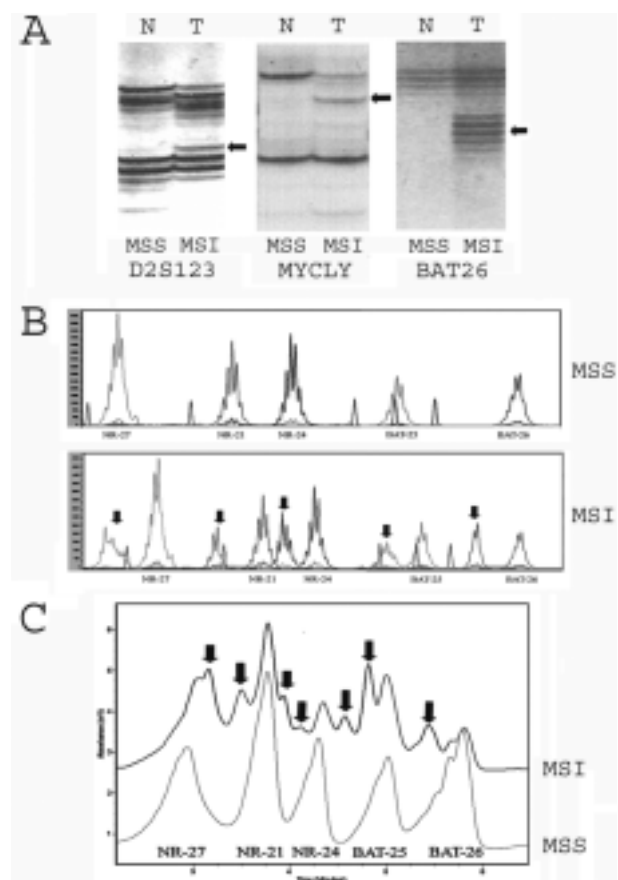 A
N T N T N T
MSS MSI MSS MSI MSS MSI
D2S123 MYCLY BAT26
B
MSS
NR-27 NR-21 NR-24 BAT-25 BAT-26
MSI
NR-27 NR-21 NR-24 BAT-25 BAT-26
C
MSI
MSS
NR-27 NR-21 NR-24 BAT-25 BAT-26